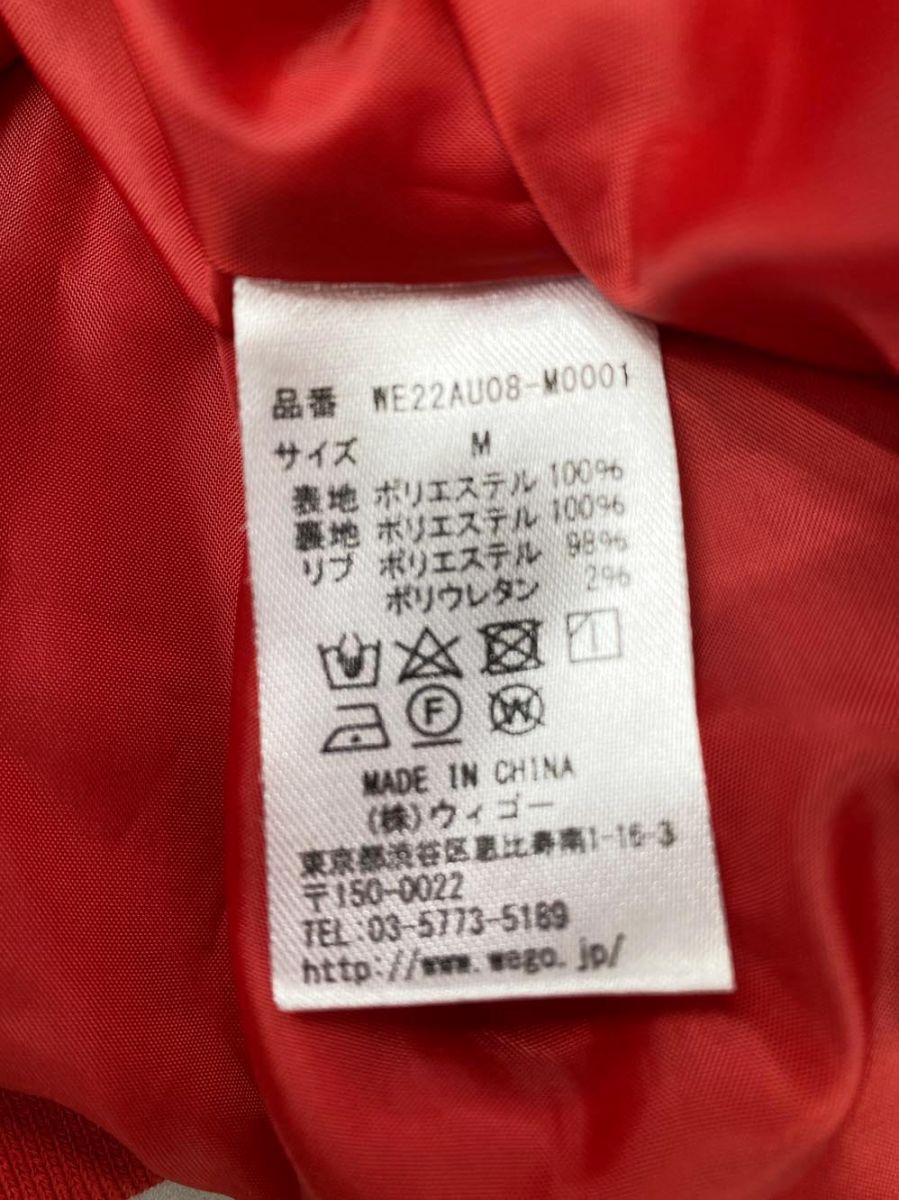 品番 WE22AU08-M0001
サイズ M
表地 ポリエステル 100%
裏地 ポリエステル 100%
リブ ポリエステル 98%
ポリウレタン 2%
F W
MADE IN CHINA
(株)ウィゴー
東京都渋谷区恵比寿南1-16-3
〒150-0022
TEL:03-5773-5189
http://www.wego.jp/